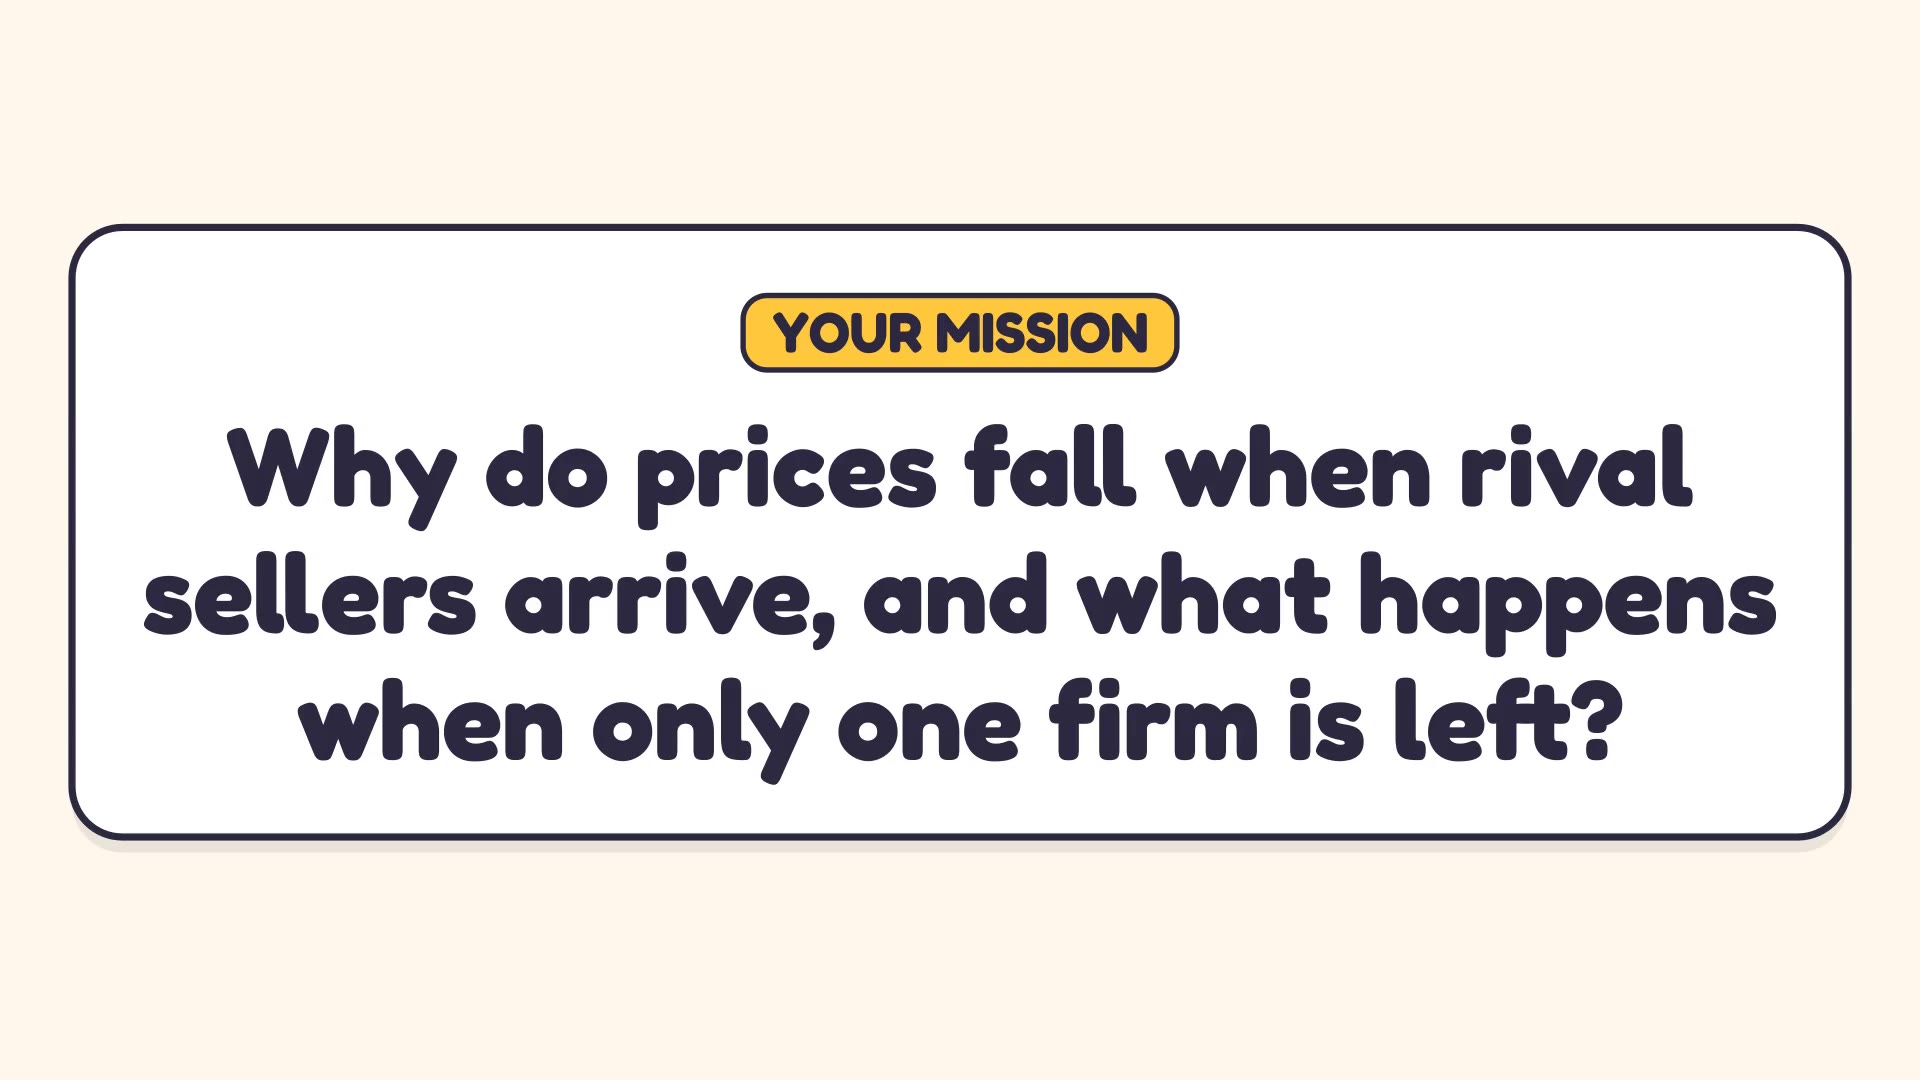 YOUR MISSION
Why do prices fall when rival
sellers arrive, and what happens
when only one firm is left?